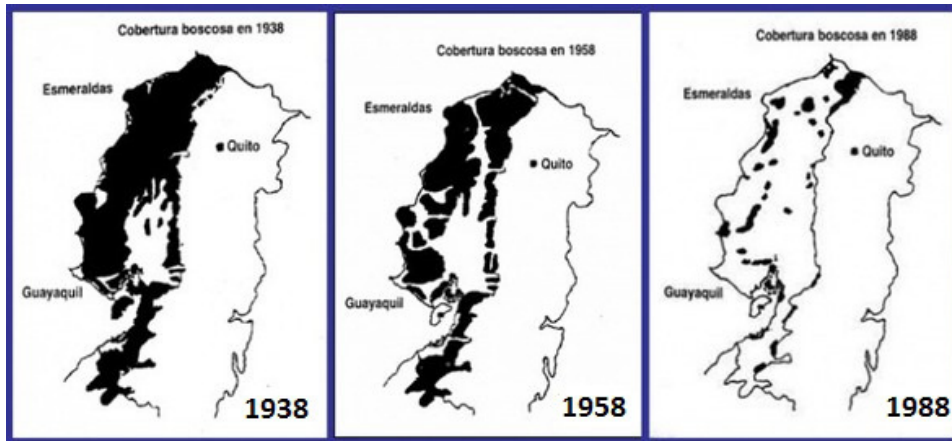 Cobertura boscosa en 1938
Esmeraldas
Quito
Guayaquil
1938
Cobertura boscosa en 1958
Esmeraldas
Quito
Guayaquil
1958
Cobertura boscosa en 1988
Esmeraldas
Quito
Guayaquil
1988